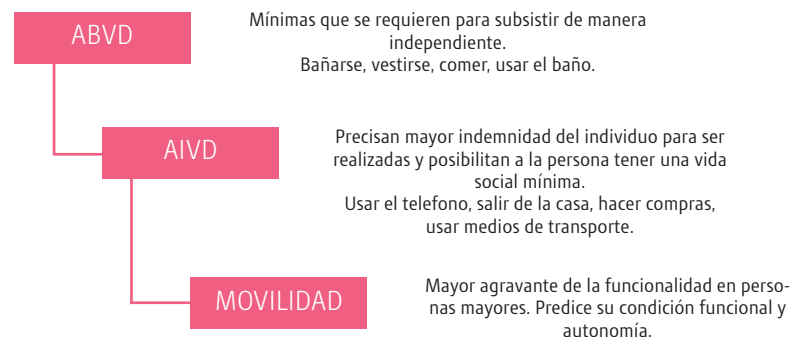 ABVD
Mínimas que se requieren para subsistir de manera
independiente.
Bañarse, vestirse, comer, usar el baño.
AIVD
Precisan mayor indemnidad del individuo para ser
realizadas y posibilitan a la persona tener una vida
social mínima.
Usar el telefono, salir de la casa, hacer compras,
usar medios de transporte.
MOVILIDAD
Mayor agravante de la funcionalidad en perso-
nas mayores. Predice su condición funcional y
autonomía.